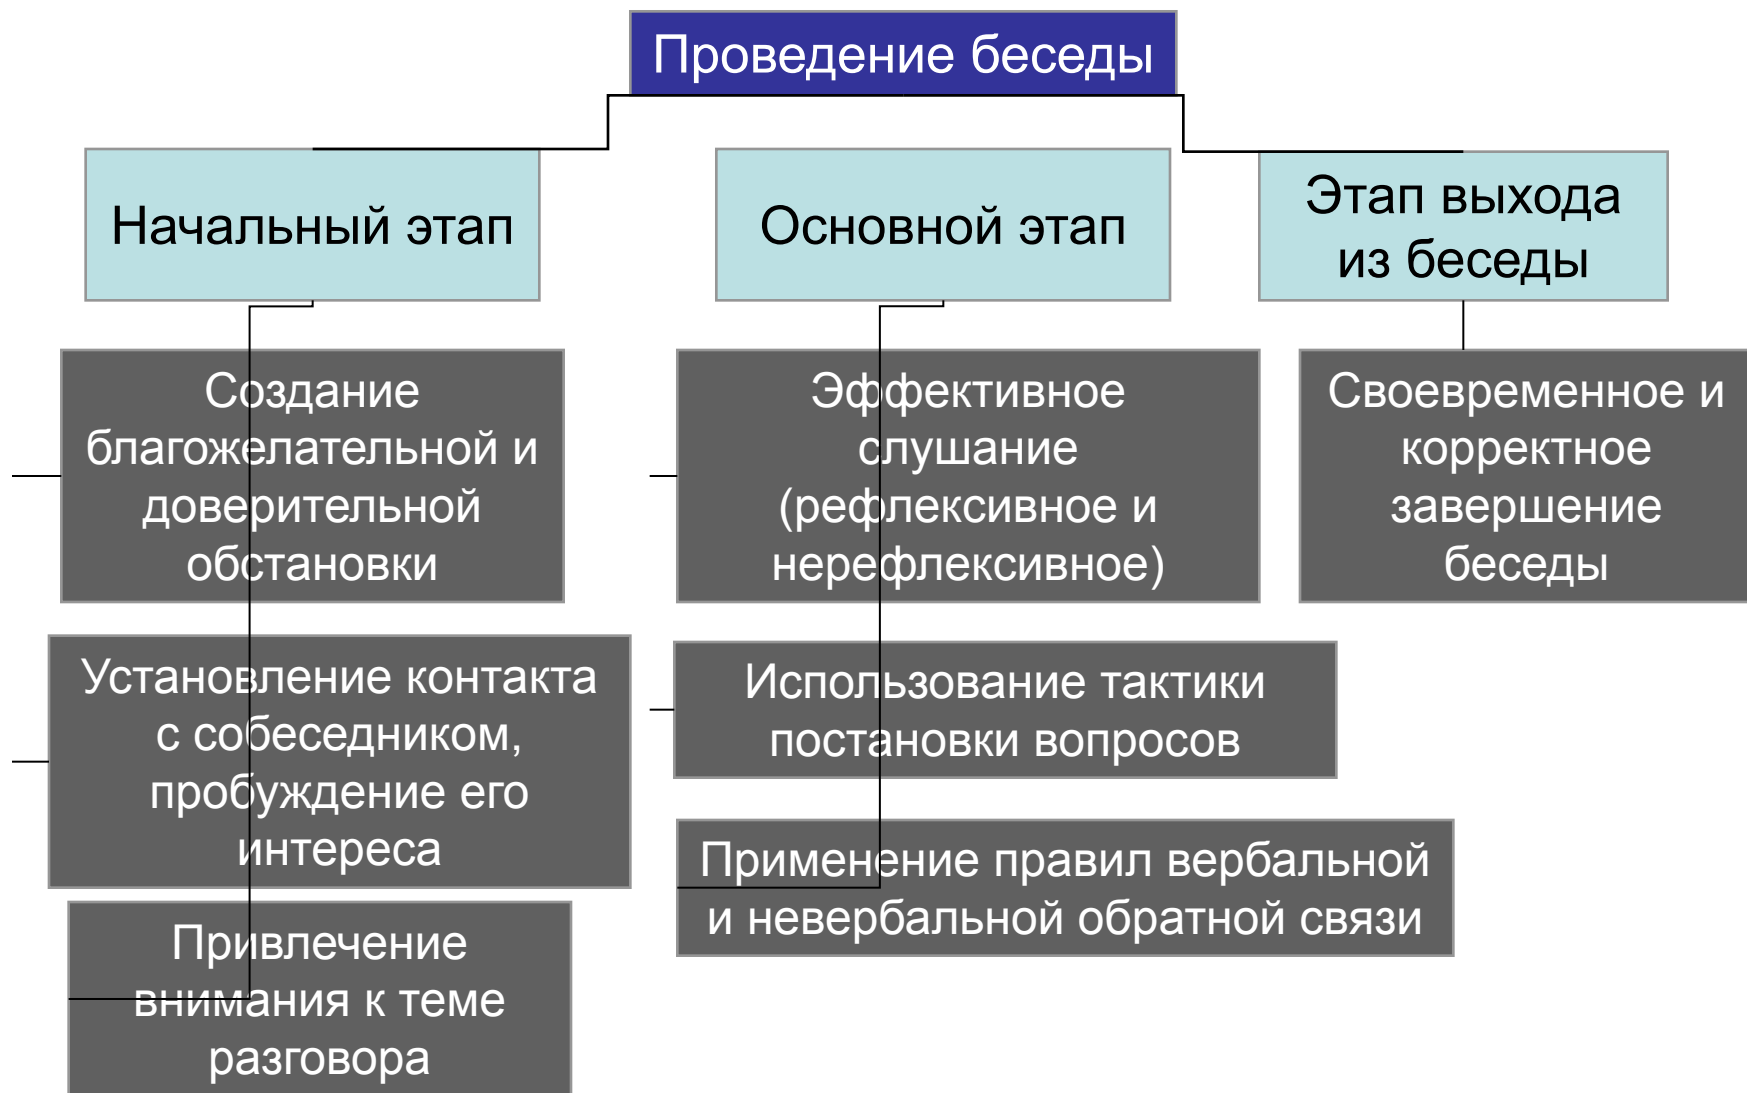 Проведение беседы
Начальный этап
Основной этап
Этап выхода
из беседы
Создание
благожелательной и
доверительной
обстановки
Установление контакта
с собеседником,
пробуждение его
интереса
Привлечение
внимания к теме
разговора
Эффективное
слушание
(рефлексивное и
нерефлексивное)
Использование тактики
постановки вопросов
Применение правил вербальной
и невербальной обратной связи
Своевременное и
корректное
завершение
беседы